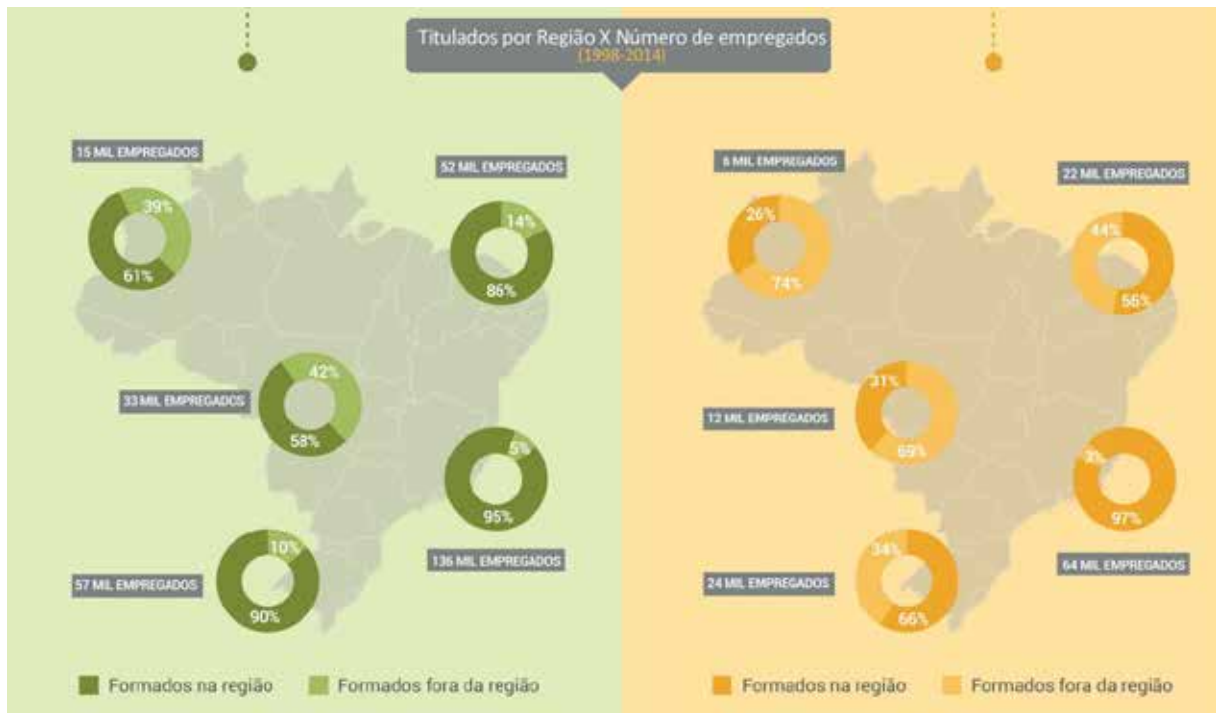 Titulados por Região X Número de empregados
(1998-2014)
15 MIL EMPREGADOS
39%
61%
52 MIL EMPREGADOS
14%
86%
33 MIL EMPREGADOS
42%
58%
5%
95%
136 MIL EMPREGADOS
57 MIL EMPREGADOS
10%
90%
Formados na região
Formados fora da região
6 MIL EMPREGADOS
26%
74%
22 MIL EMPREGADOS
44%
56%
12 MIL EMPREGADOS
31%
69%
3%
97%
64 MIL EMPREGADOS
24 MIL EMPREGADOS
34%
66%
Formados na região
Formados fora da região